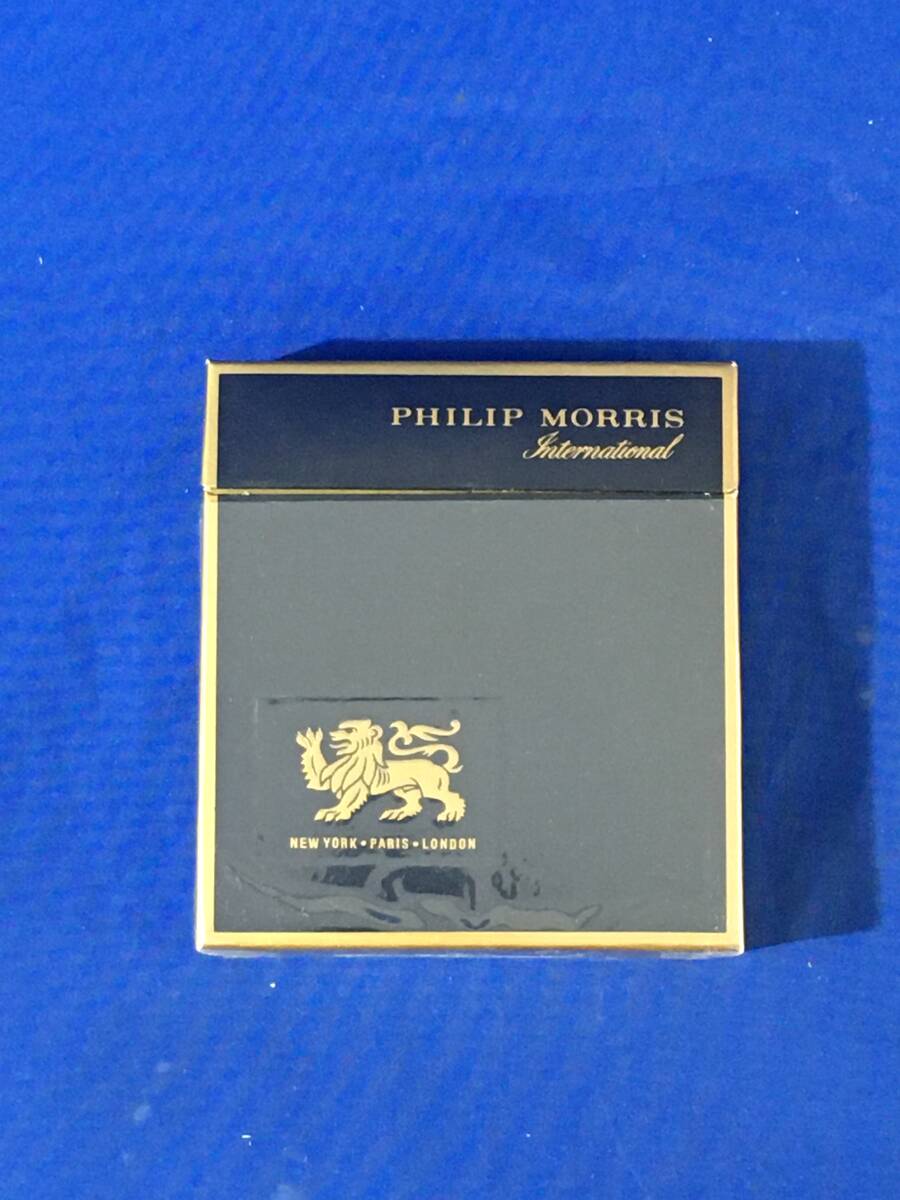 PHILIP MORRIS
International
NEW YORK • PARIS • LONDON